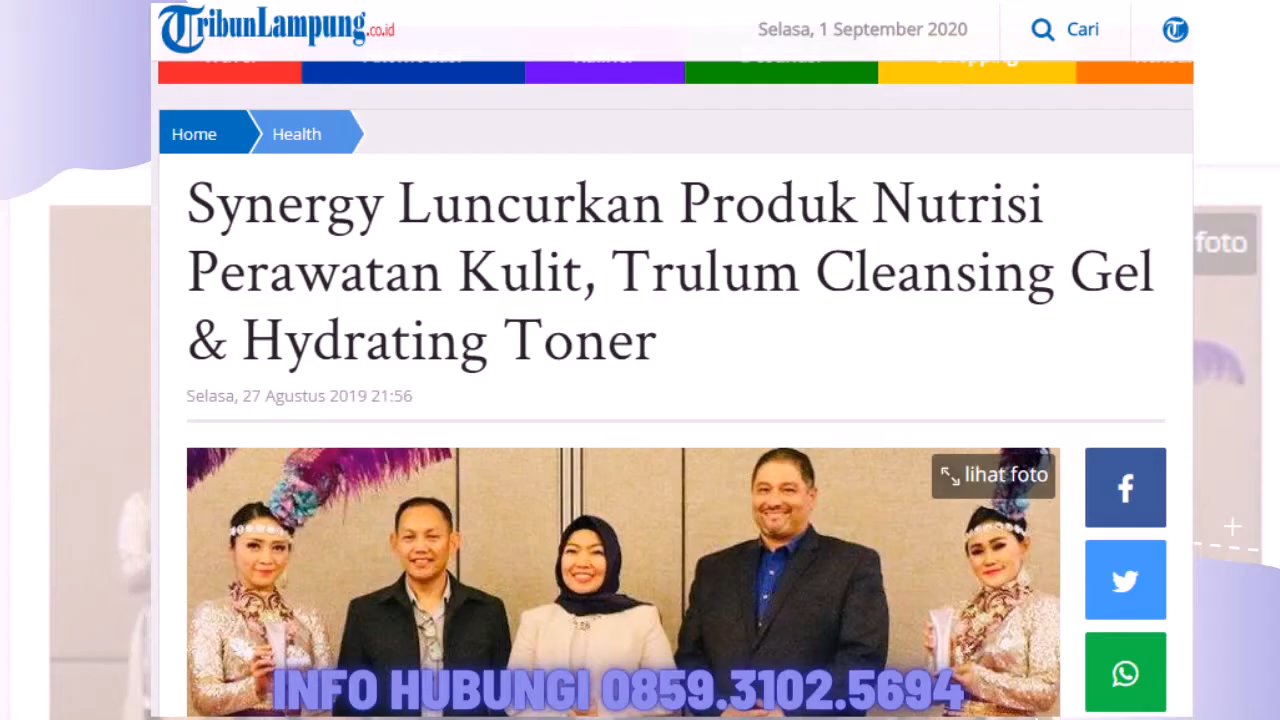 TribunLampung.co.id
Selasa, 1 September 2020
Cari
Home
Health
Synergy Luncurkan Produk Nutrisi
Perawatan Kulit, Trulum Cleansing Gel
& Hydrating Toner
Selasa, 27 Agustus 2019 21:56
lihat foto
foto
INFO HUBUNGI 0859.3102.5694